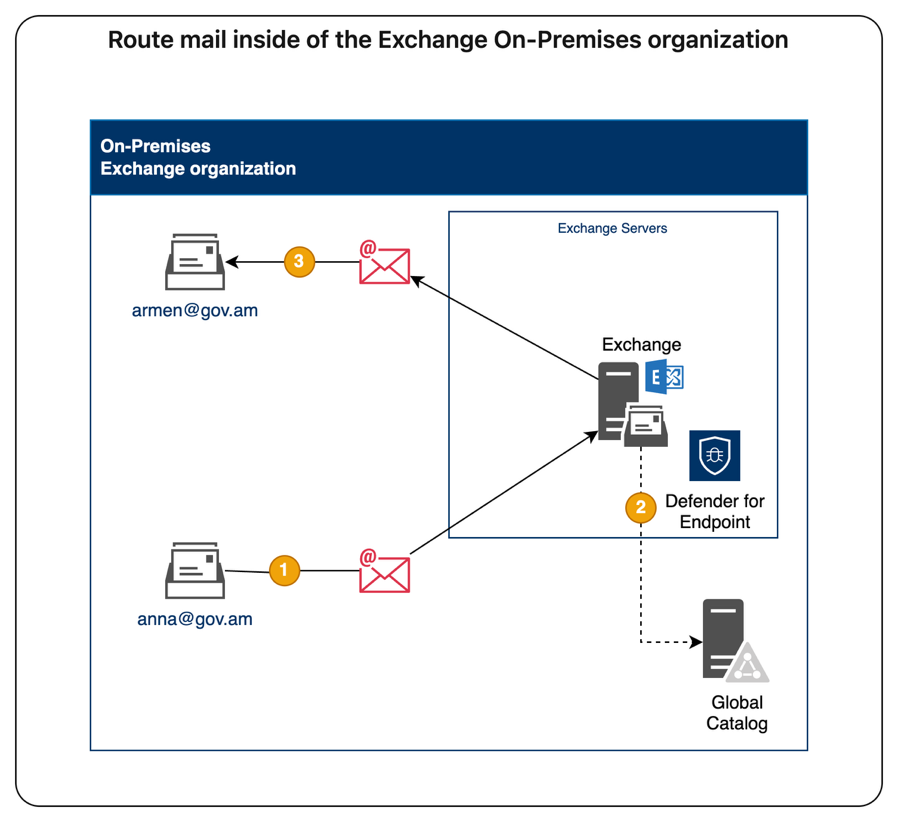 Route mail inside of the Exchange On-Premises organization
On-Premises
Exchange organization
Exchange Servers
3
@
armen@gov.am
Exchange
E
2
Defender for
Endpoint
1
@
anna@gov.am
Global
Catalog